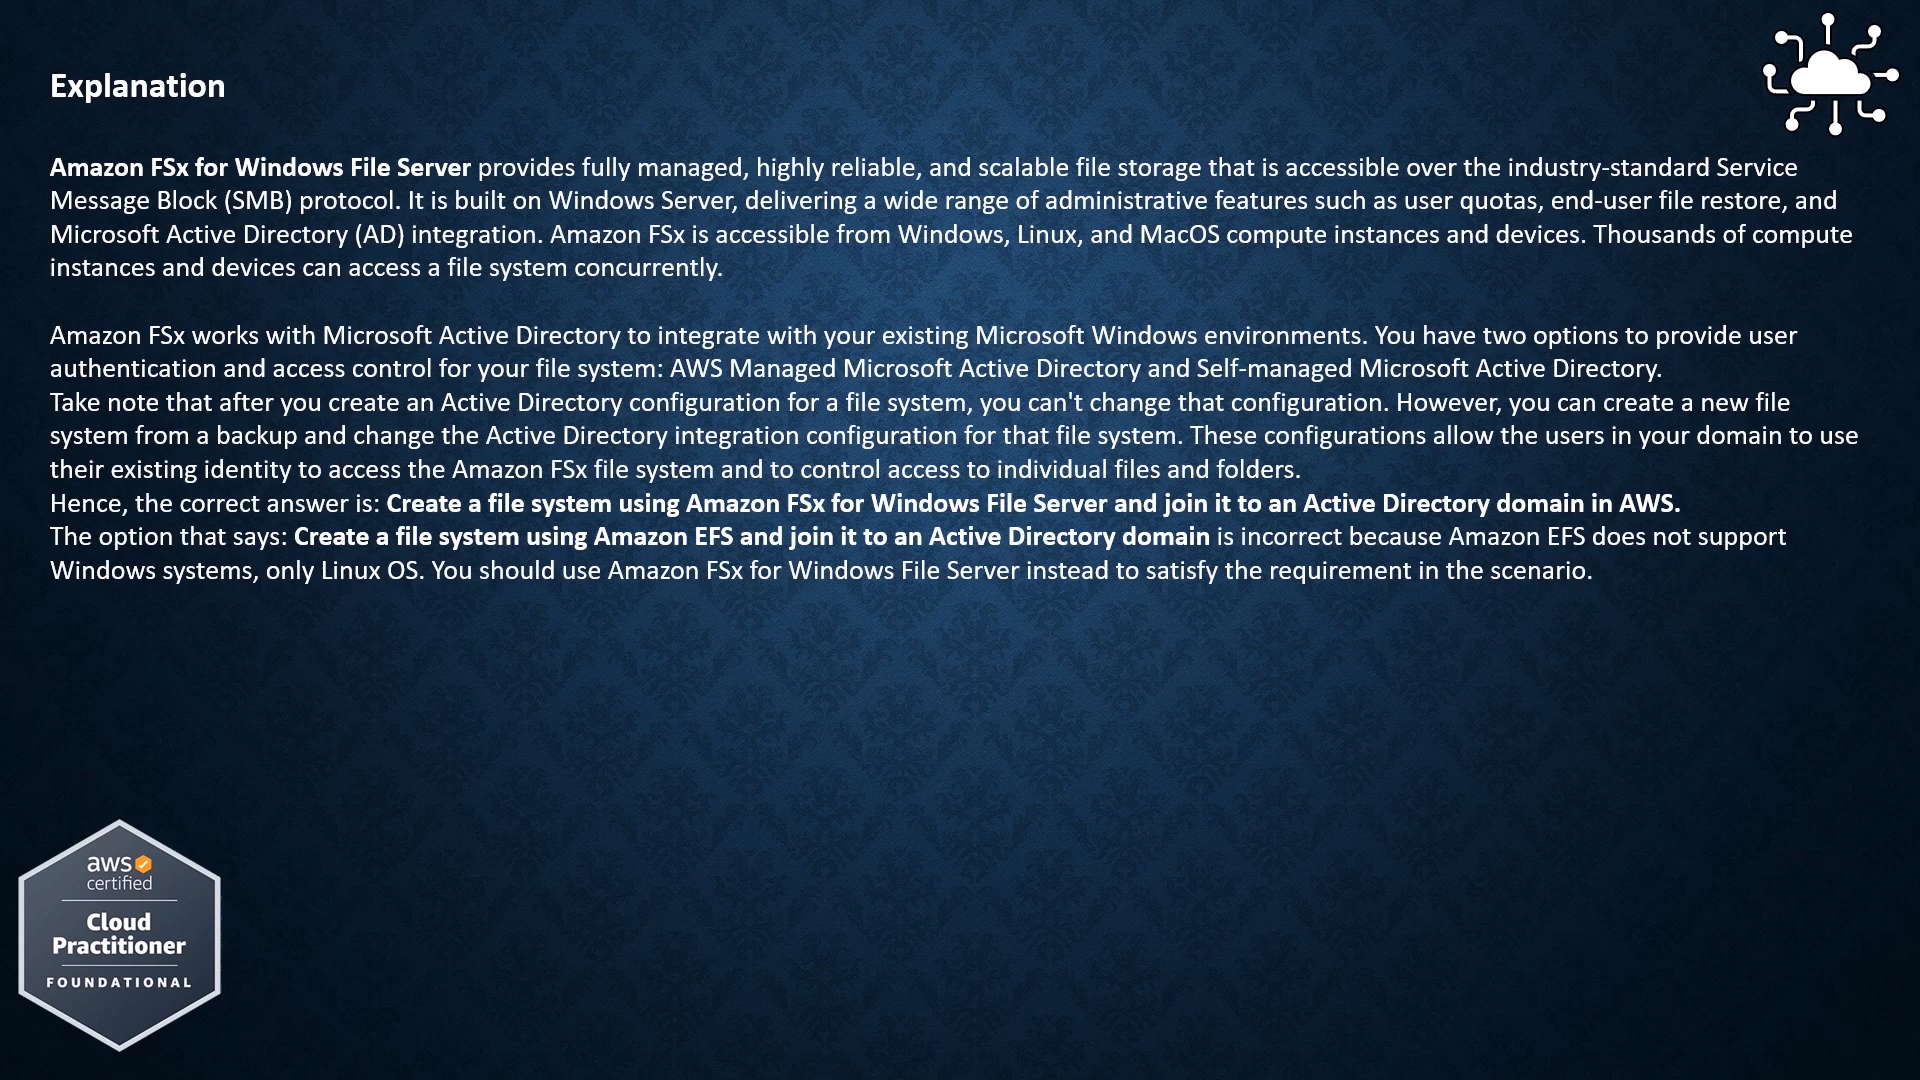 Explanation
Amazon FSx for Windows File Server provides fully managed, highly reliable, and scalable file storage that is accessible over the industry-standard Service
Message Block (SMB) protocol. It is built on Windows Server, delivering a wide range of administrative features such as user quotas, end-user file restore, and
Microsoft Active Directory (AD) integration. Amazon FSx is accessible from Windows, Linux, and MacOS compute instances and devices. Thousands of compute
instances and devices can access a file system concurrently.
Amazon FSx works with Microsoft Active Directory to integrate with your existing Microsoft Windows environments. You have two options to provide user
authentication and access control for your file system: AWS Managed Microsoft Active Directory and Self-managed Microsoft Active Directory.
Take note that after you create an Active Directory configuration for a file system, you can't change that configuration. However, you can create a new file
system from a backup and change the Active Directory integration configuration for that file system. These configurations allow the users in your domain to use
their existing identity to access the Amazon FSx file system and to control access to individual files and folders.
Hence, the correct answer is: Create a file system using Amazon FSx for Windows File Server and join it to an Active Directory domain in AWS.
The option that says: Create a file system using Amazon EFS and join it to an Active Directory domain is incorrect because Amazon EFS does not support
Windows systems, only Linux OS. You should use Amazon FSx for Windows File Server instead to satisfy the requirement in the scenario.
aws
certified
Cloud
Practitioner
FOUNDATIONAL